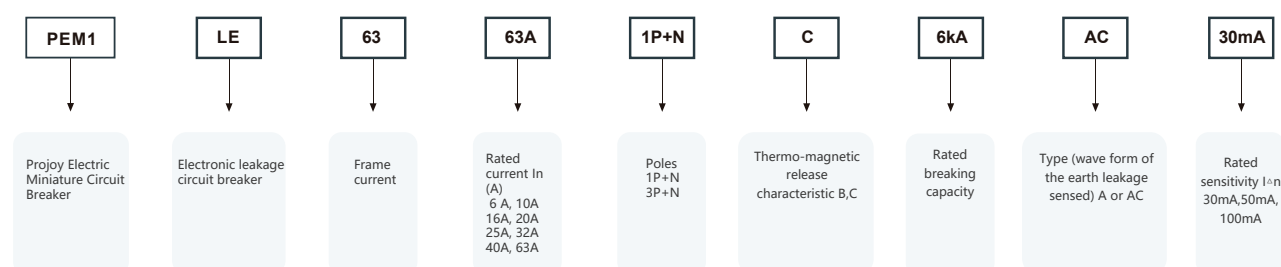 PEM1
LE
63
63A
1P+N
C
6kA
AC
30mA
Projoy Electric
Miniature Circuit
Breaker
Electronic leakage
circuit breaker
Frame
current
Rated
current In
(A)
6 A, 10A
16A, 20A
25A, 32A
40A, 63A
Poles
1P+N
3P+N
Thermo-magnetic
release
characteristic B,C
Rated
breaking
capacity
Type (wave form of
the earth leakage
sensed) A or AC
Rated
sensitivity I△n
30mA,50mA,
100mA